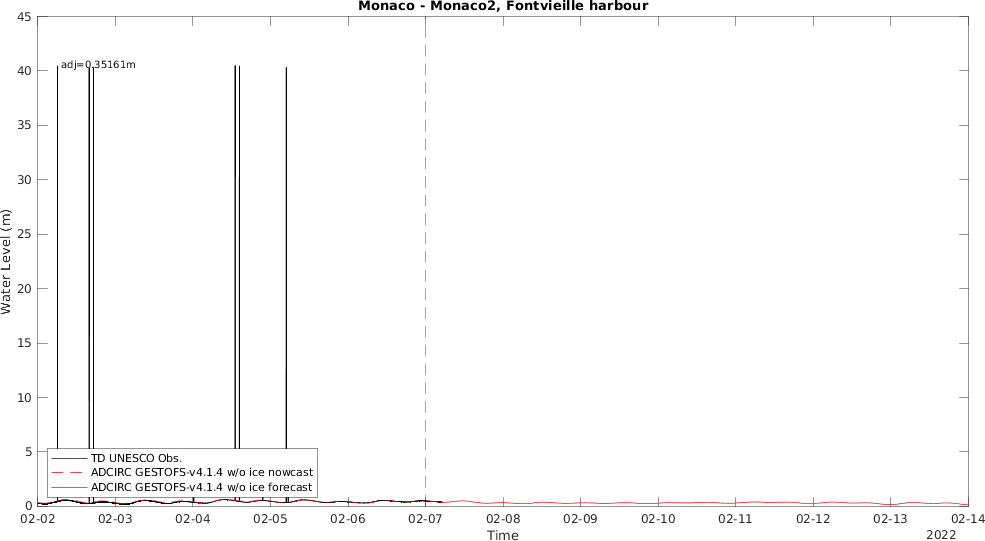 Monaco - Monaco2, Fontvieille harbour
45
40
35
30
25
20
15
10
5
0
Water Level (m)
adj=0.35161m
TD UNESCO Obs.
ADCIRC GESTOFS-v4.1.4 w/o ice nowcast
ADCIRC GESTOFS-v4.1.4 w/o ice forecast
02-02 02-03 02-04 02-05 02-06 02-07 02-08 02-09 02-10 02-11 02-12 02-13 02-14
Time
2022